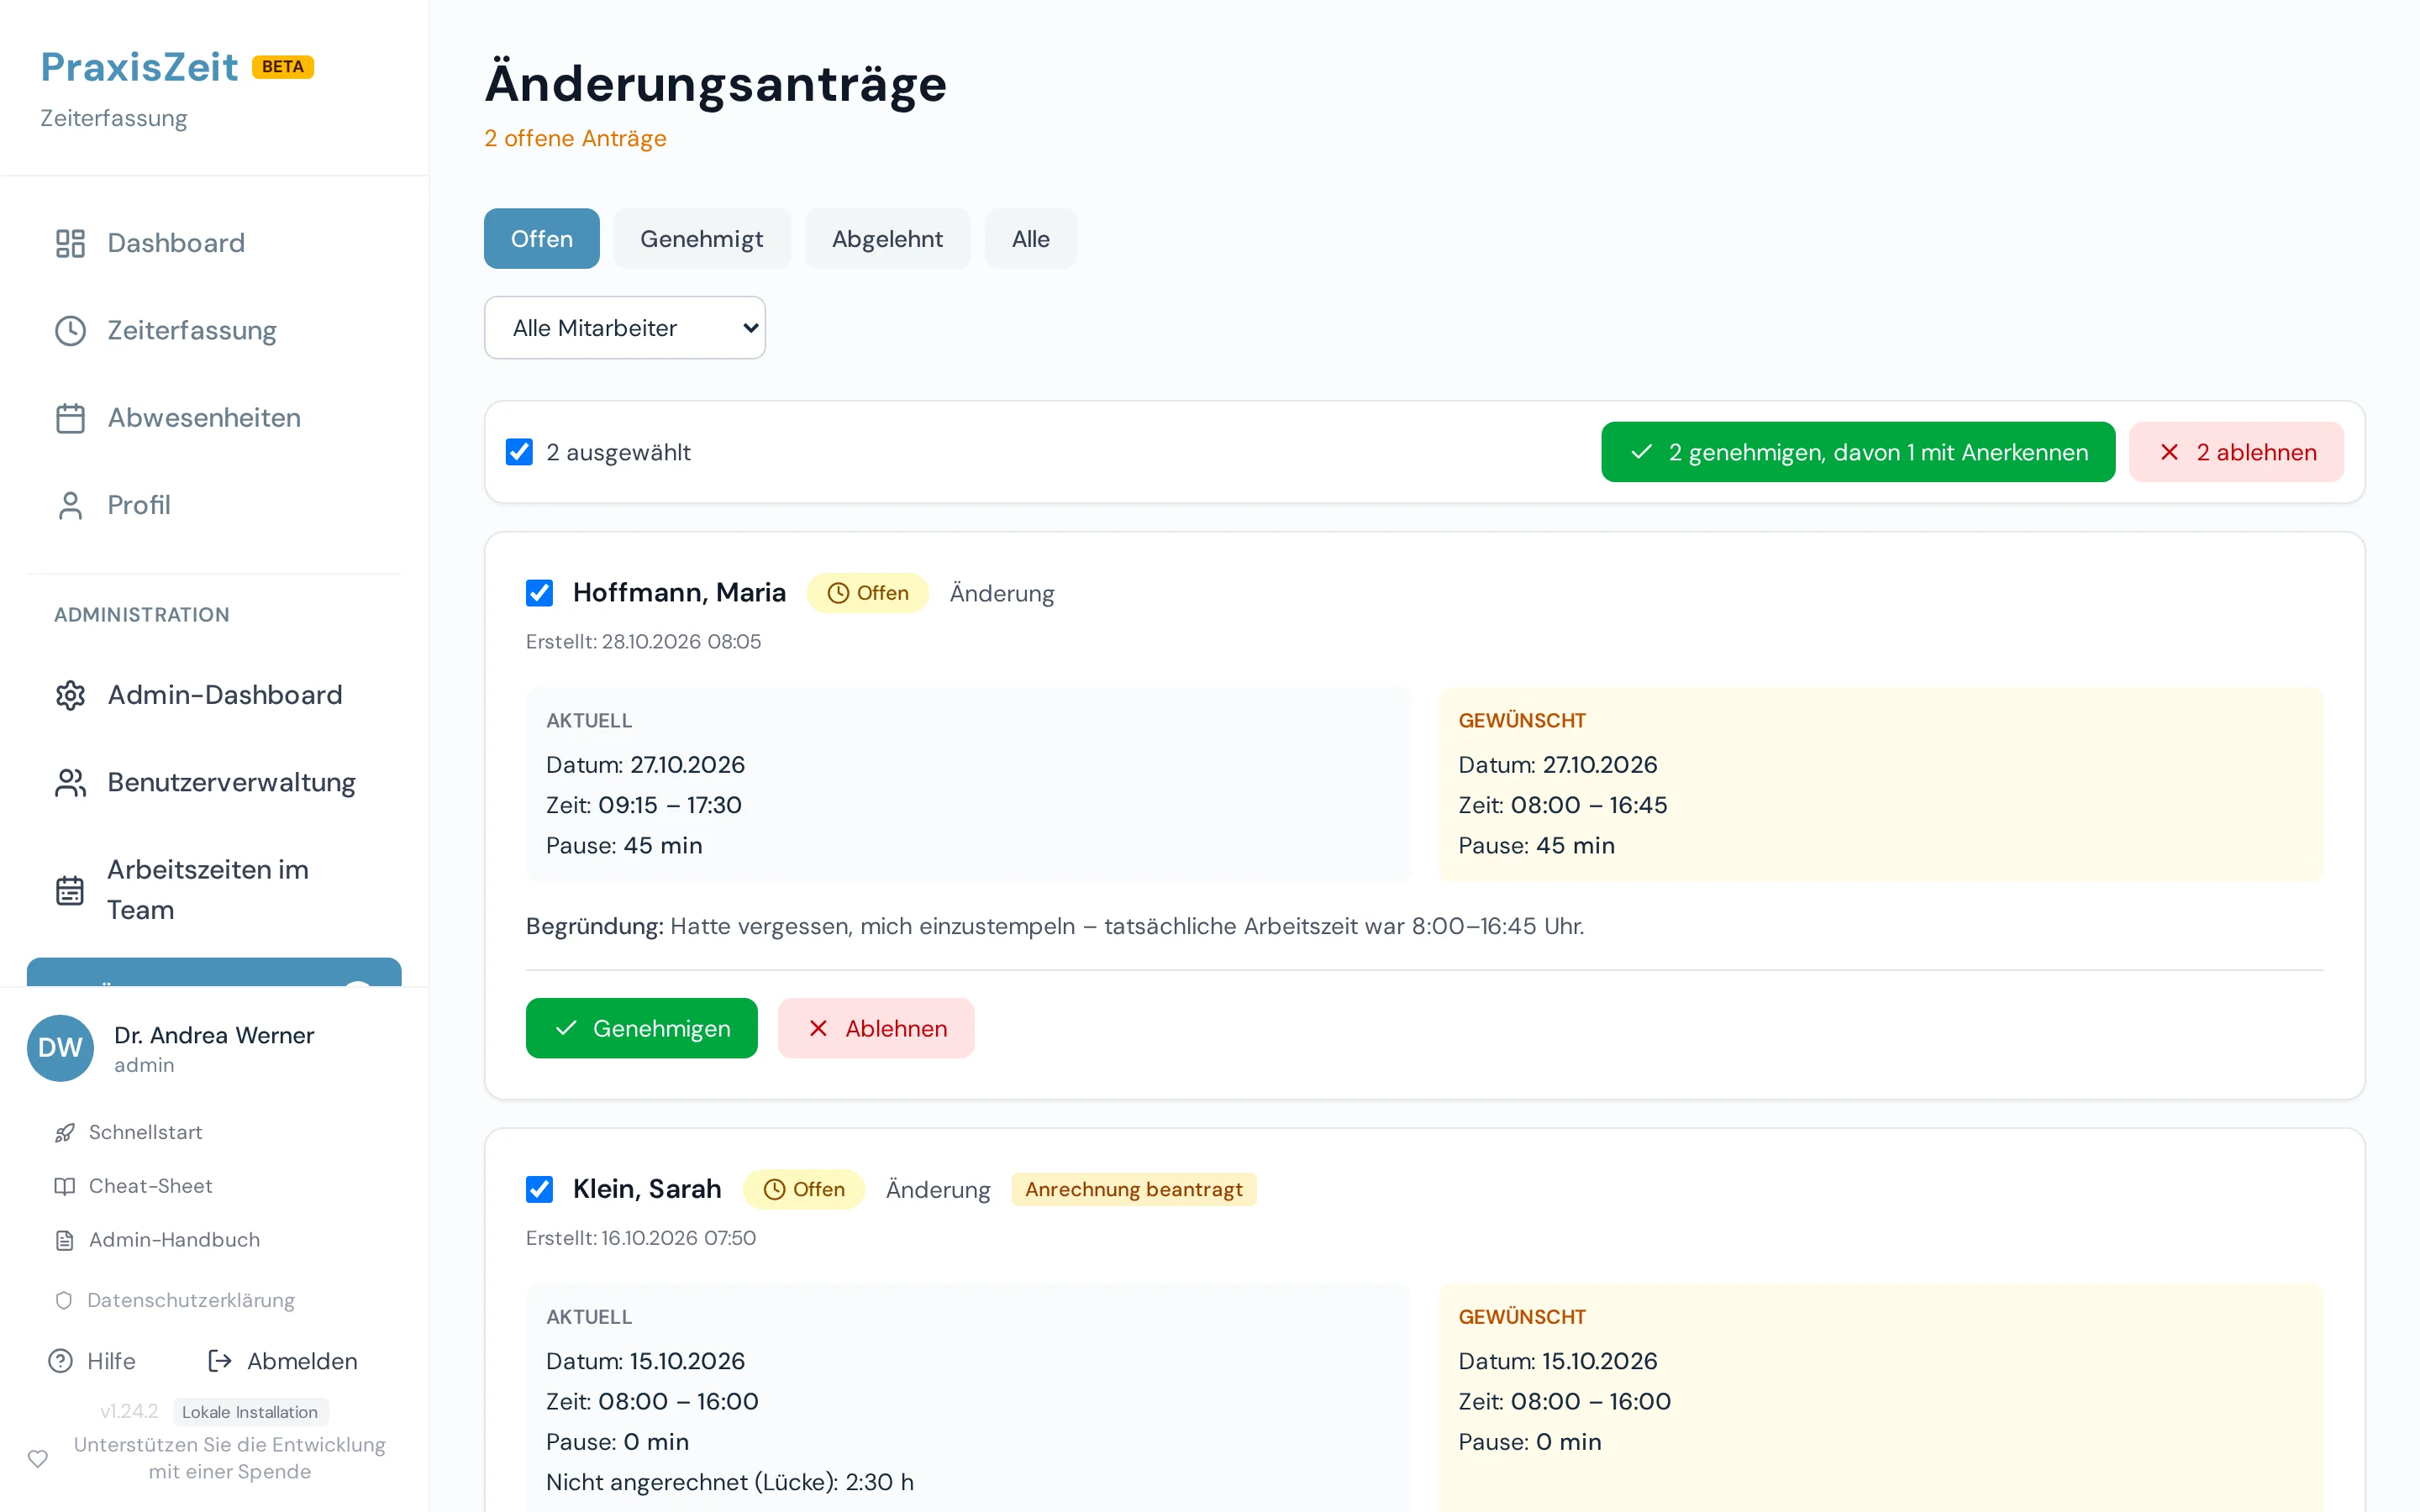 PraxisZeit BETA
Zeiterfassung
Dashboard
Zeiterfassung
Abwesenheiten
Profil
ADMINISTRATION
Admin-Dashboard
Benutzerverwaltung
Arbeitszeiten im
Team
DW
Dr. Andrea Werner
admin
Schnellstart
Cheat-Sheet
Admin-Handbuch
Datenschutzerklärung
Hilfe
Abmelden
v1.24.2
Lokale Installation
Unterstützen Sie die Entwicklung
mit einer Spende
Änderungsanträge
2 offene Anträge
Offen
Genehmigt
Abgelehnt
Alle
Alle Mitarbeiter
2 ausgewählt
2 genehmigen, davon 1 mit Anerkennen
2 ablehnen
Hoffmann, Maria
Offen
Änderung
Erstellt: 28.10.2026 08:05
AKTUELL
Datum: 27.10.2026
Zeit: 09:15 – 17:30
Pause: 45 min
GEWÜNSCHT
Datum: 27.10.2026
Zeit: 08:00 – 16:45
Pause: 45 min
Begründung: Hatte vergessen, mich einzustempeln – tatsächliche Arbeitszeit war 8:00–16:45 Uhr.
Genehmigen
Ablehnen
Klein, Sarah
Offen
Änderung
Anrechnung beantragt
Erstellt: 16.10.2026 07:50
AKTUELL
Datum: 15.10.2026
Zeit: 08:00 – 16:00
Pause: 0 min
Nicht angerechnet (Lücke): 2:30 h
GEWÜNSCHT
Datum: 15.10.2026
Zeit: 08:00 – 16:00
Pause: 0 min